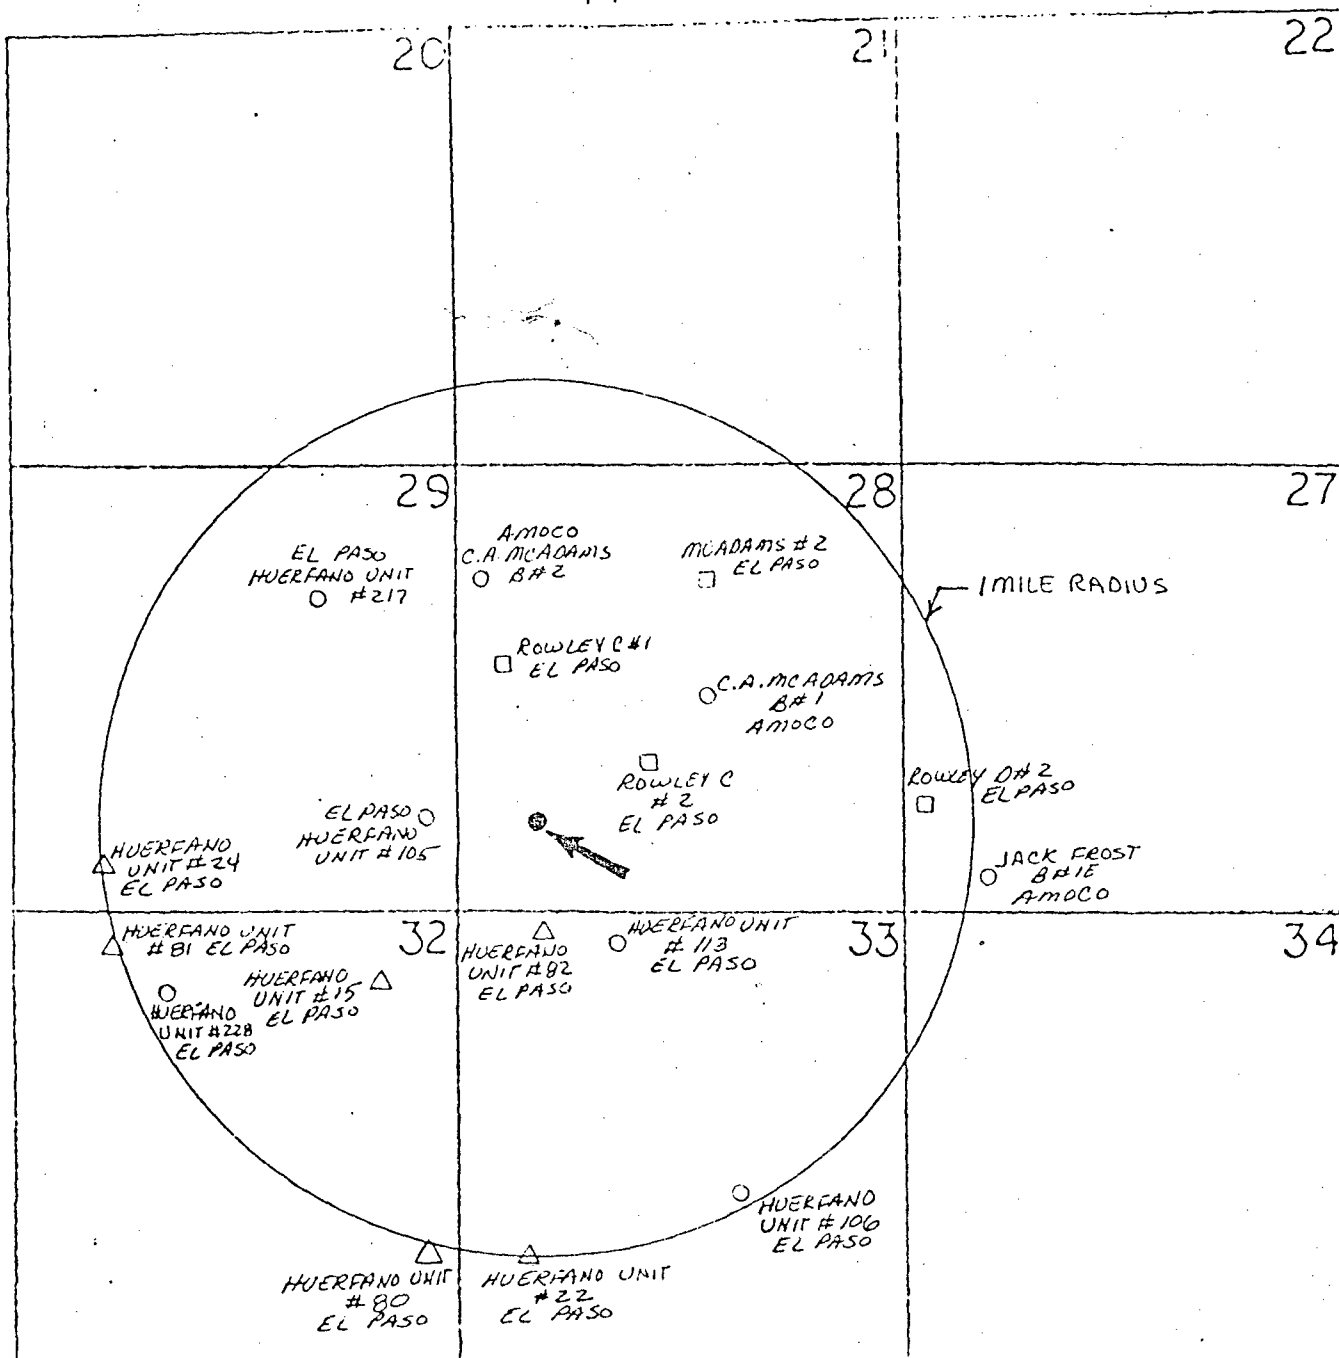 20
21
22
29
28
27
EL PASO
HUERFANO UNIT
#217
AMOCO
C.A. MCADAMS
B#2
MCADAMS #2
EL PASO
1 MILE RADIUS
ROWLEY C#1
EL PASO
C.A. MCADAMS
B#1
AMOCO
ROWLEY C
#2
EL PASO
ROWLEY D#2
EL PASO
EL PASO
HUERFANO
UNIT #105
HUERFANO
UNIT #24
EL PASO
JACK FROST
B#1E
AMOCO
32
33
34
HUERFANO UNIT
#81 EL PASO
HUERFANO
UNIT #15
EL PASO
HUERFANO
UNIT #82
EL PASO
HUERFANO UNIT
#113
EL PASO
HUERFANO
UNIT #228
EL PASO
HUERFANO
UNIT #106
EL PASO
HUERFANO UNIT
#80
EL PASO
HUERFANO UNIT
#22
EL PASO